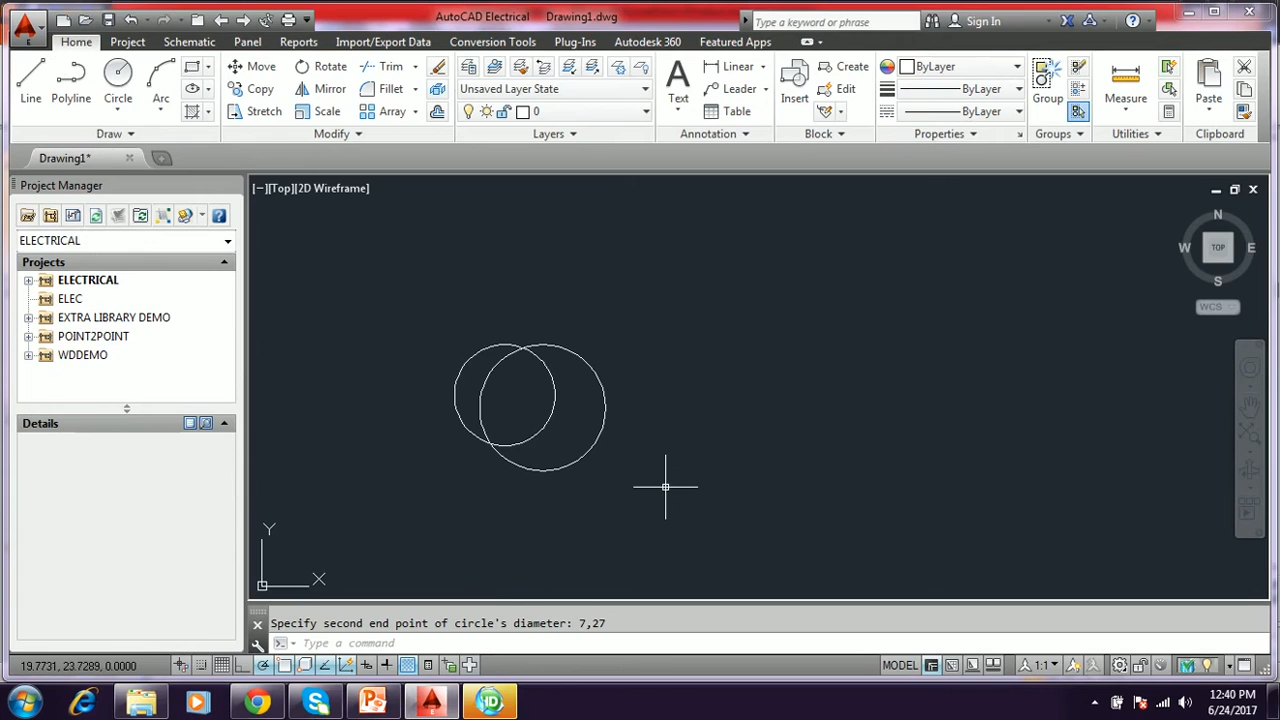 AutoCAD Electrical Drawing1.dwg
Type a keyword or phrase
Sign In
Home Project Schematic Panel Reports Import/Export Data Conversion Tools Plug-Ins Autodesk 360 Featured Apps
Line Polyline Circle Arc
Move Rotate Trim
Copy Mirror Fillet
Stretch Scale Array
Unsaved Layer State
0
Text
Linear
Leader
Table
Insert
Create
Edit
ByLayer
ByLayer
ByLayer
Group
Measure
Paste
Draw Modify Layers Annotation Block Properties Groups Utilities Clipboard
Drawing1*
Project Manager
ELECTRICAL
Projects
ELECTRICAL
ELEC
EXTRA LIBRARY DEMO
POINT2POINT
WDDEMO
Details
[−][Top][2D Wireframe]
N
W TOP E
S
WCS
Y
X
Specify second end point of circle's diameter: 7,27
Type a command
19.7731, 23.7289, 0.0000
MODEL
1:1
12:40 PM
6/24/2017